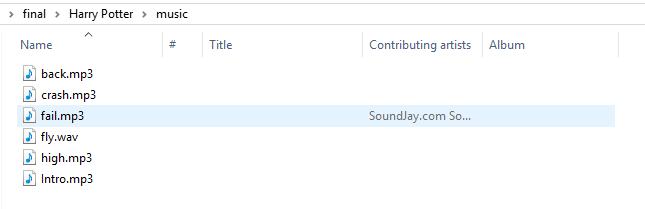 final > Harry Potter > music
Name # Title Contributing artists Album
back.mp3
crash.mp3
fail.mp3 SoundJay.com So...
fly.wav
high.mp3
Intro.mp3